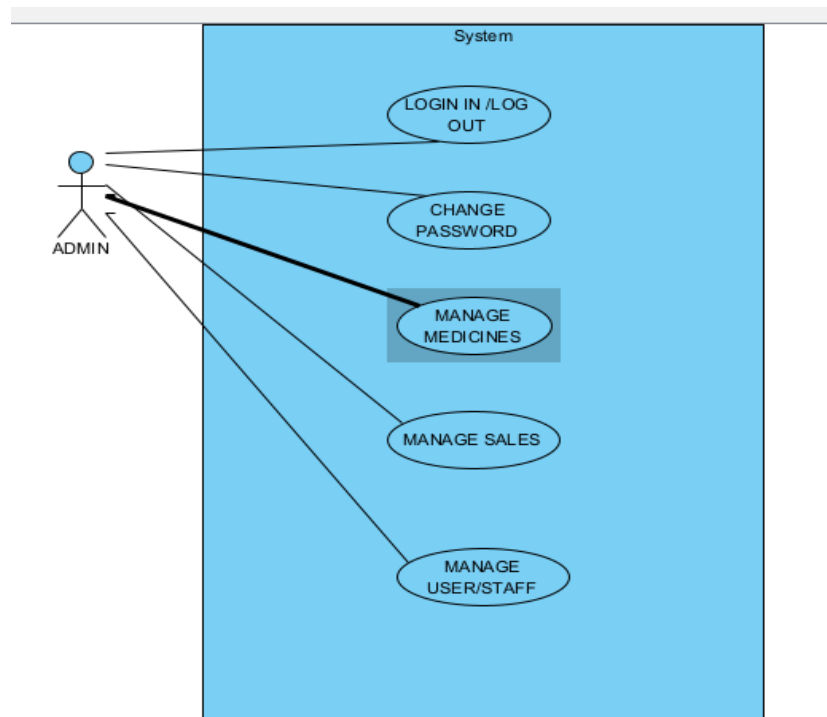 System
LOGIN IN /LOG
OUT
ADMIN
CHANGE
PASSWORD
MANAGE
MEDICINES
MANAGE SALES
MANAGE
USER/STAFF